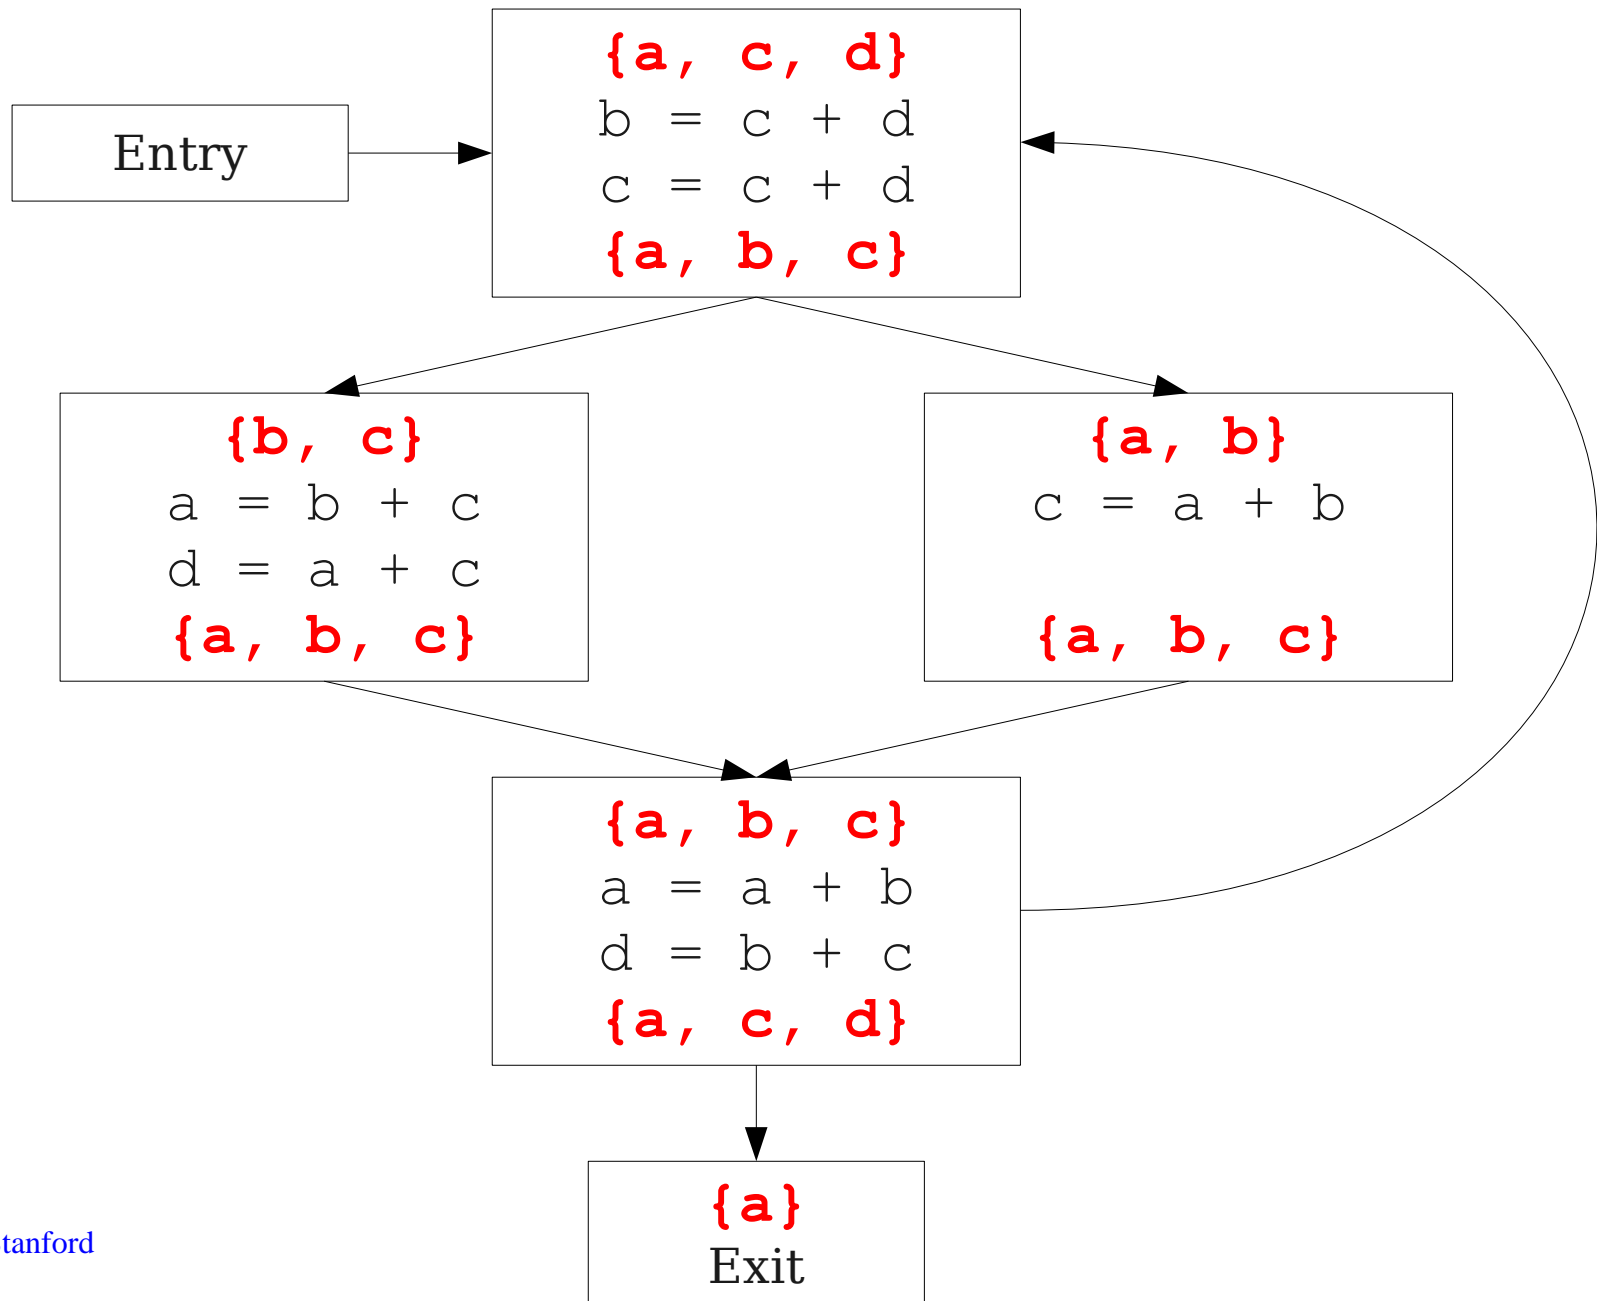 {a, c, d}
b = c + d
c = c + d
{a, b, c}
Entry
{b, c}
a = b + c
d = a + c
{a, b, c}
{a, b}
c = a + b
{a, b, c}
{a, b, c}
a = a + b
d = b + c
{a, c, d}
{a}
Exit
tanford